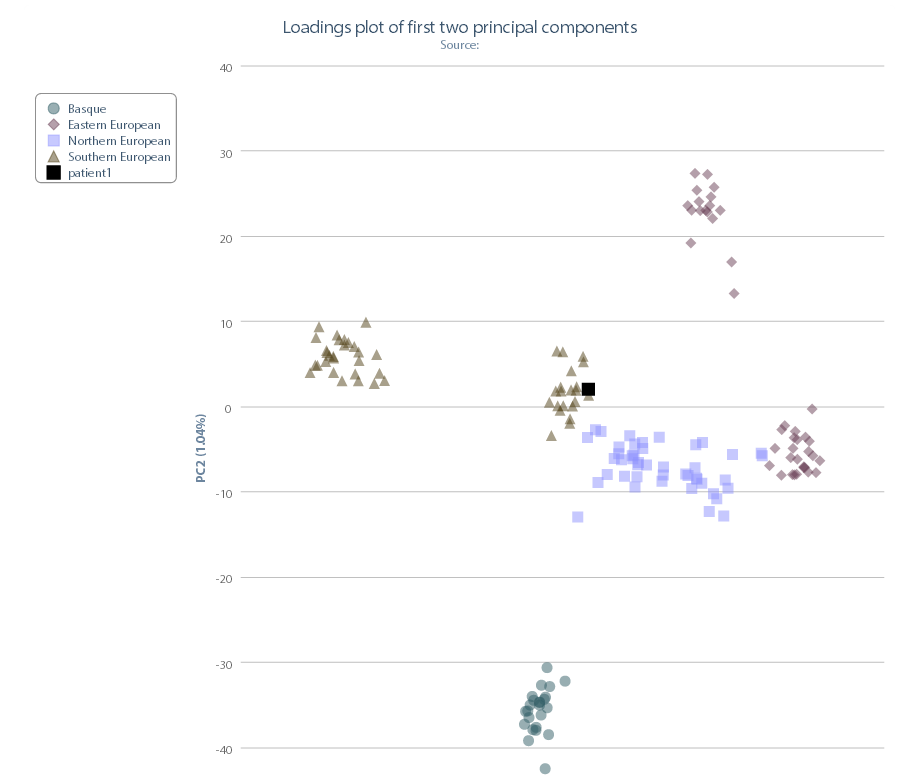 Loadings plot of first two principal components
Source:
Basque
Eastern European
Northern European
Southern European
patient1
PC2 (1.04%)
40
30
20
10
0
-10
-20
-30
-40